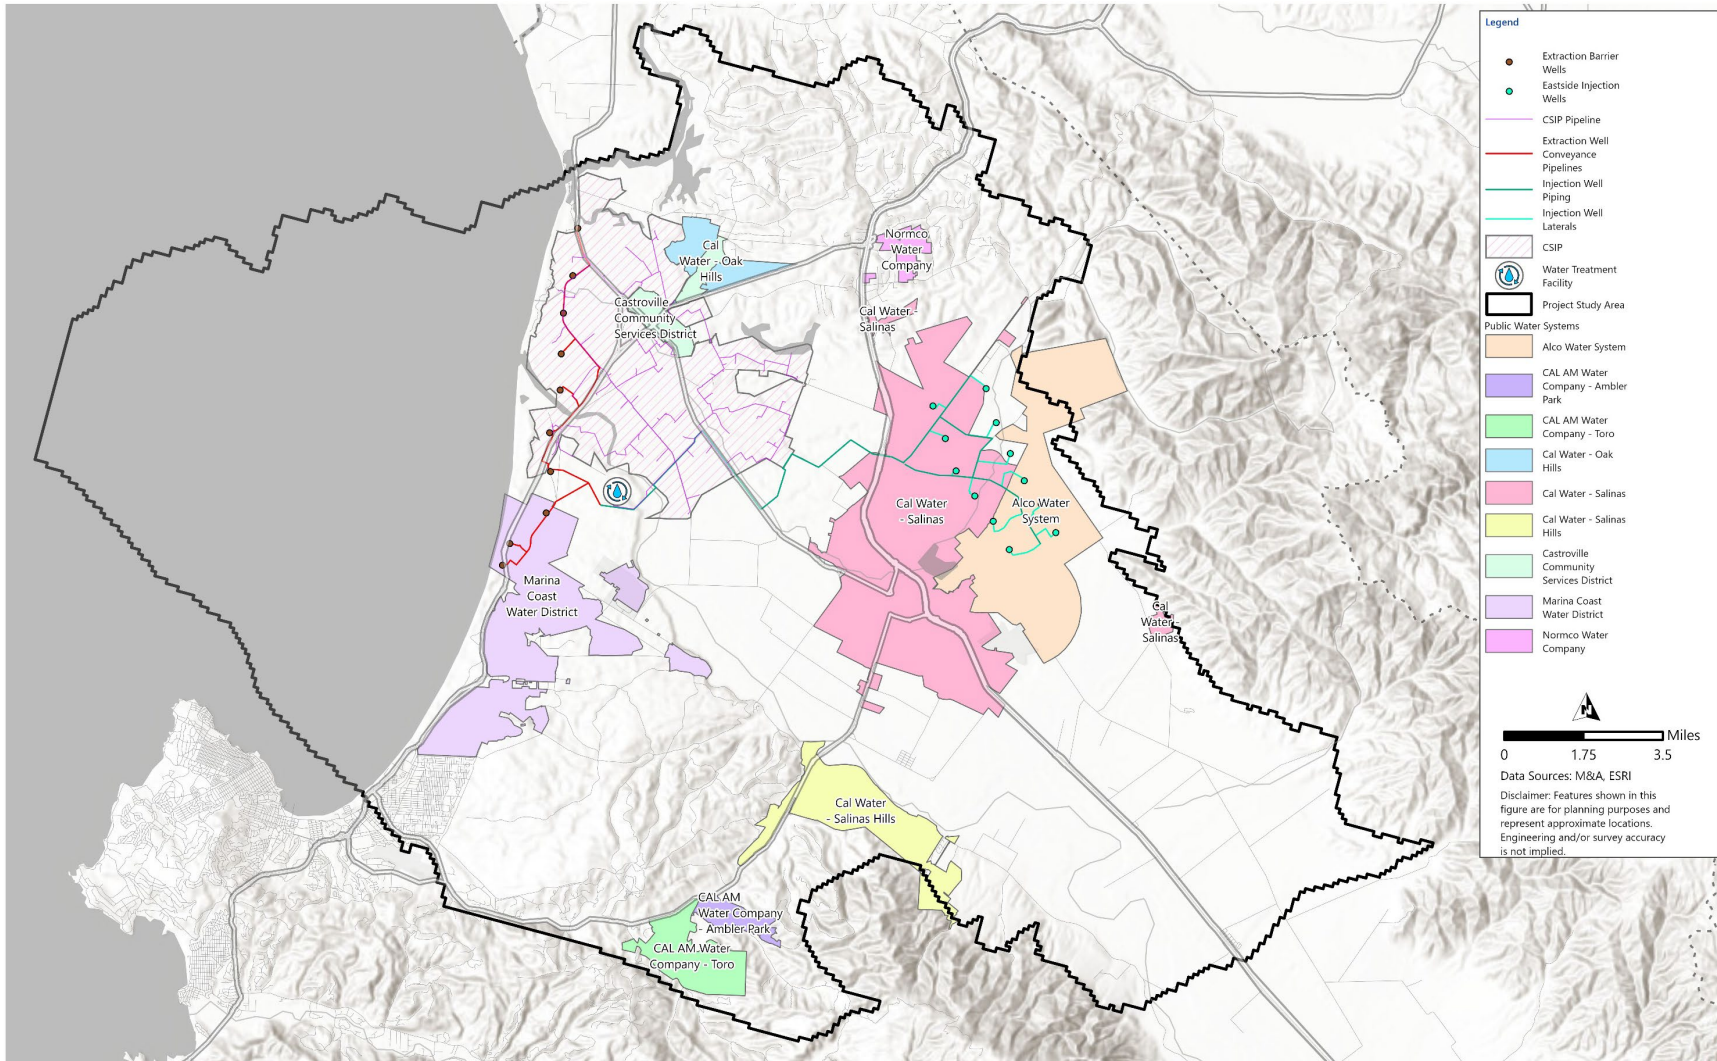 Legend
Extraction Barrier
Wells
Eastside Injection
Wells
CSIP Pipeline
Extraction Well
Conveyance
Pipelines
Injection Well
Piping
Injection Well
Laterals
CSIP
Water Treatment
Facility
Project Study Area
Public Water Systems
Alco Water System
CAL AM Water
Company - Ambler
Park
CAL AM Water
Company - Toro
Cal Water - Oak
Hills
Cal Water - Salinas
Cal Water - Salinas
Hills
Castroville
Community
Services District
Marina Coast
Water District
Normco Water
Company
N
Miles
0 1.75 3.5
Data Sources: M&A, ESRI
Disclaimer: Features shown in this
figure are for planning purposes and
represent approximate locations.
Engineering and/or survey accuracy
is not implied.
Cal
Water - Oak
Hills
Normco
Water
Company
Castroville
Community
Services District
Cal Water -
Salinas
Cal Water
- Salinas
Alco Water
System
Marina
Coast
Water District
Cal
Water -
Salinas
Cal Water
- Salinas Hills
CAL AM
Water Company
- Ambler Park
CAL AM Water
Company - Toro